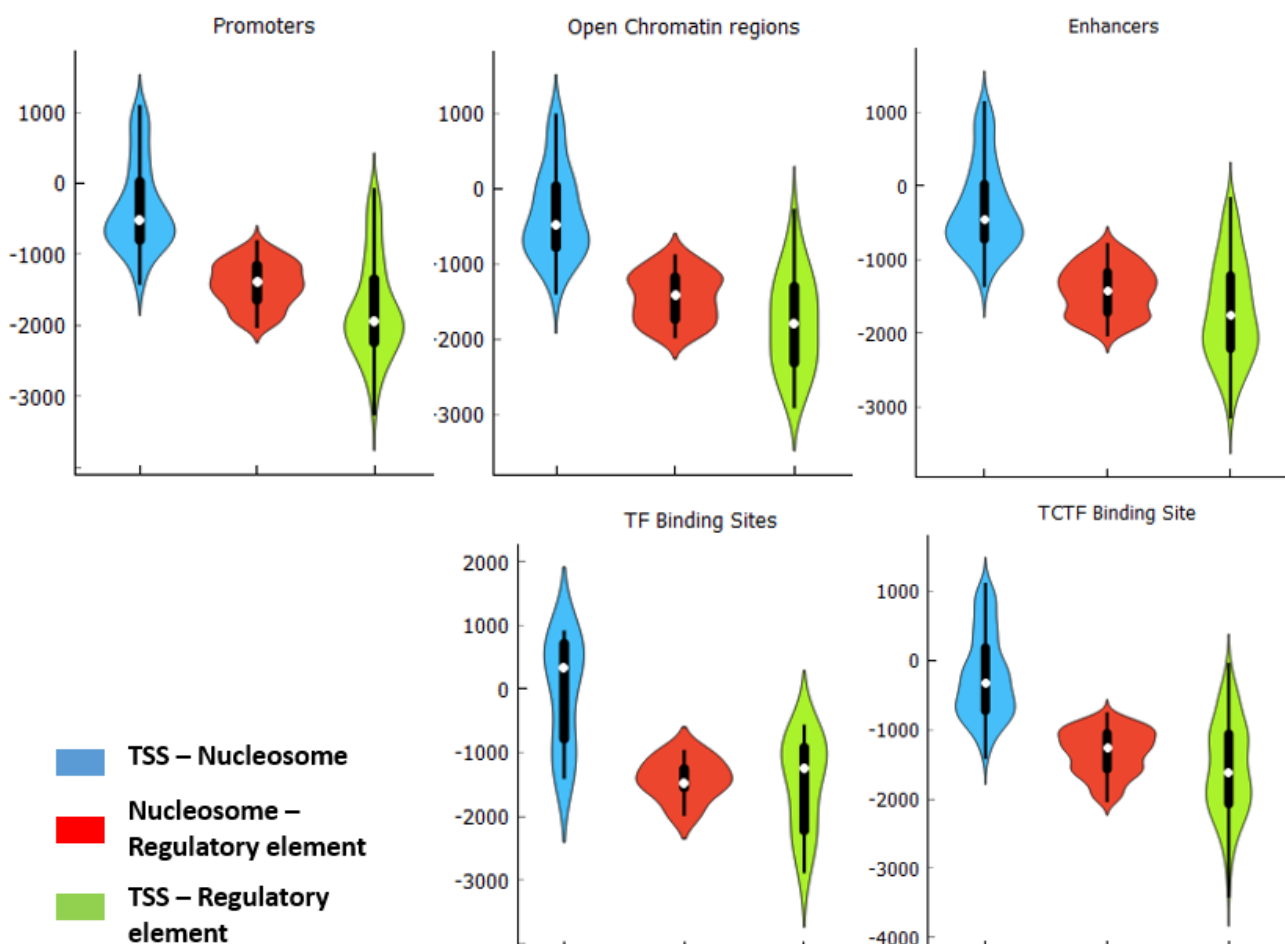 Promoters
1000
0
-1000
-2000
-3000
Open Chromatin regions
1000
0
-1000
-2000
-3000
Enhancers
1000
0
-1000
-2000
-3000
TF Binding Sites
2000
1000
0
-1000
-2000
-3000
TCTF Binding Site
1000
0
-1000
-2000
-3000
-4000
TSS – Nucleosome
Nucleosome –
Regulatory element
TSS – Regulatory
element